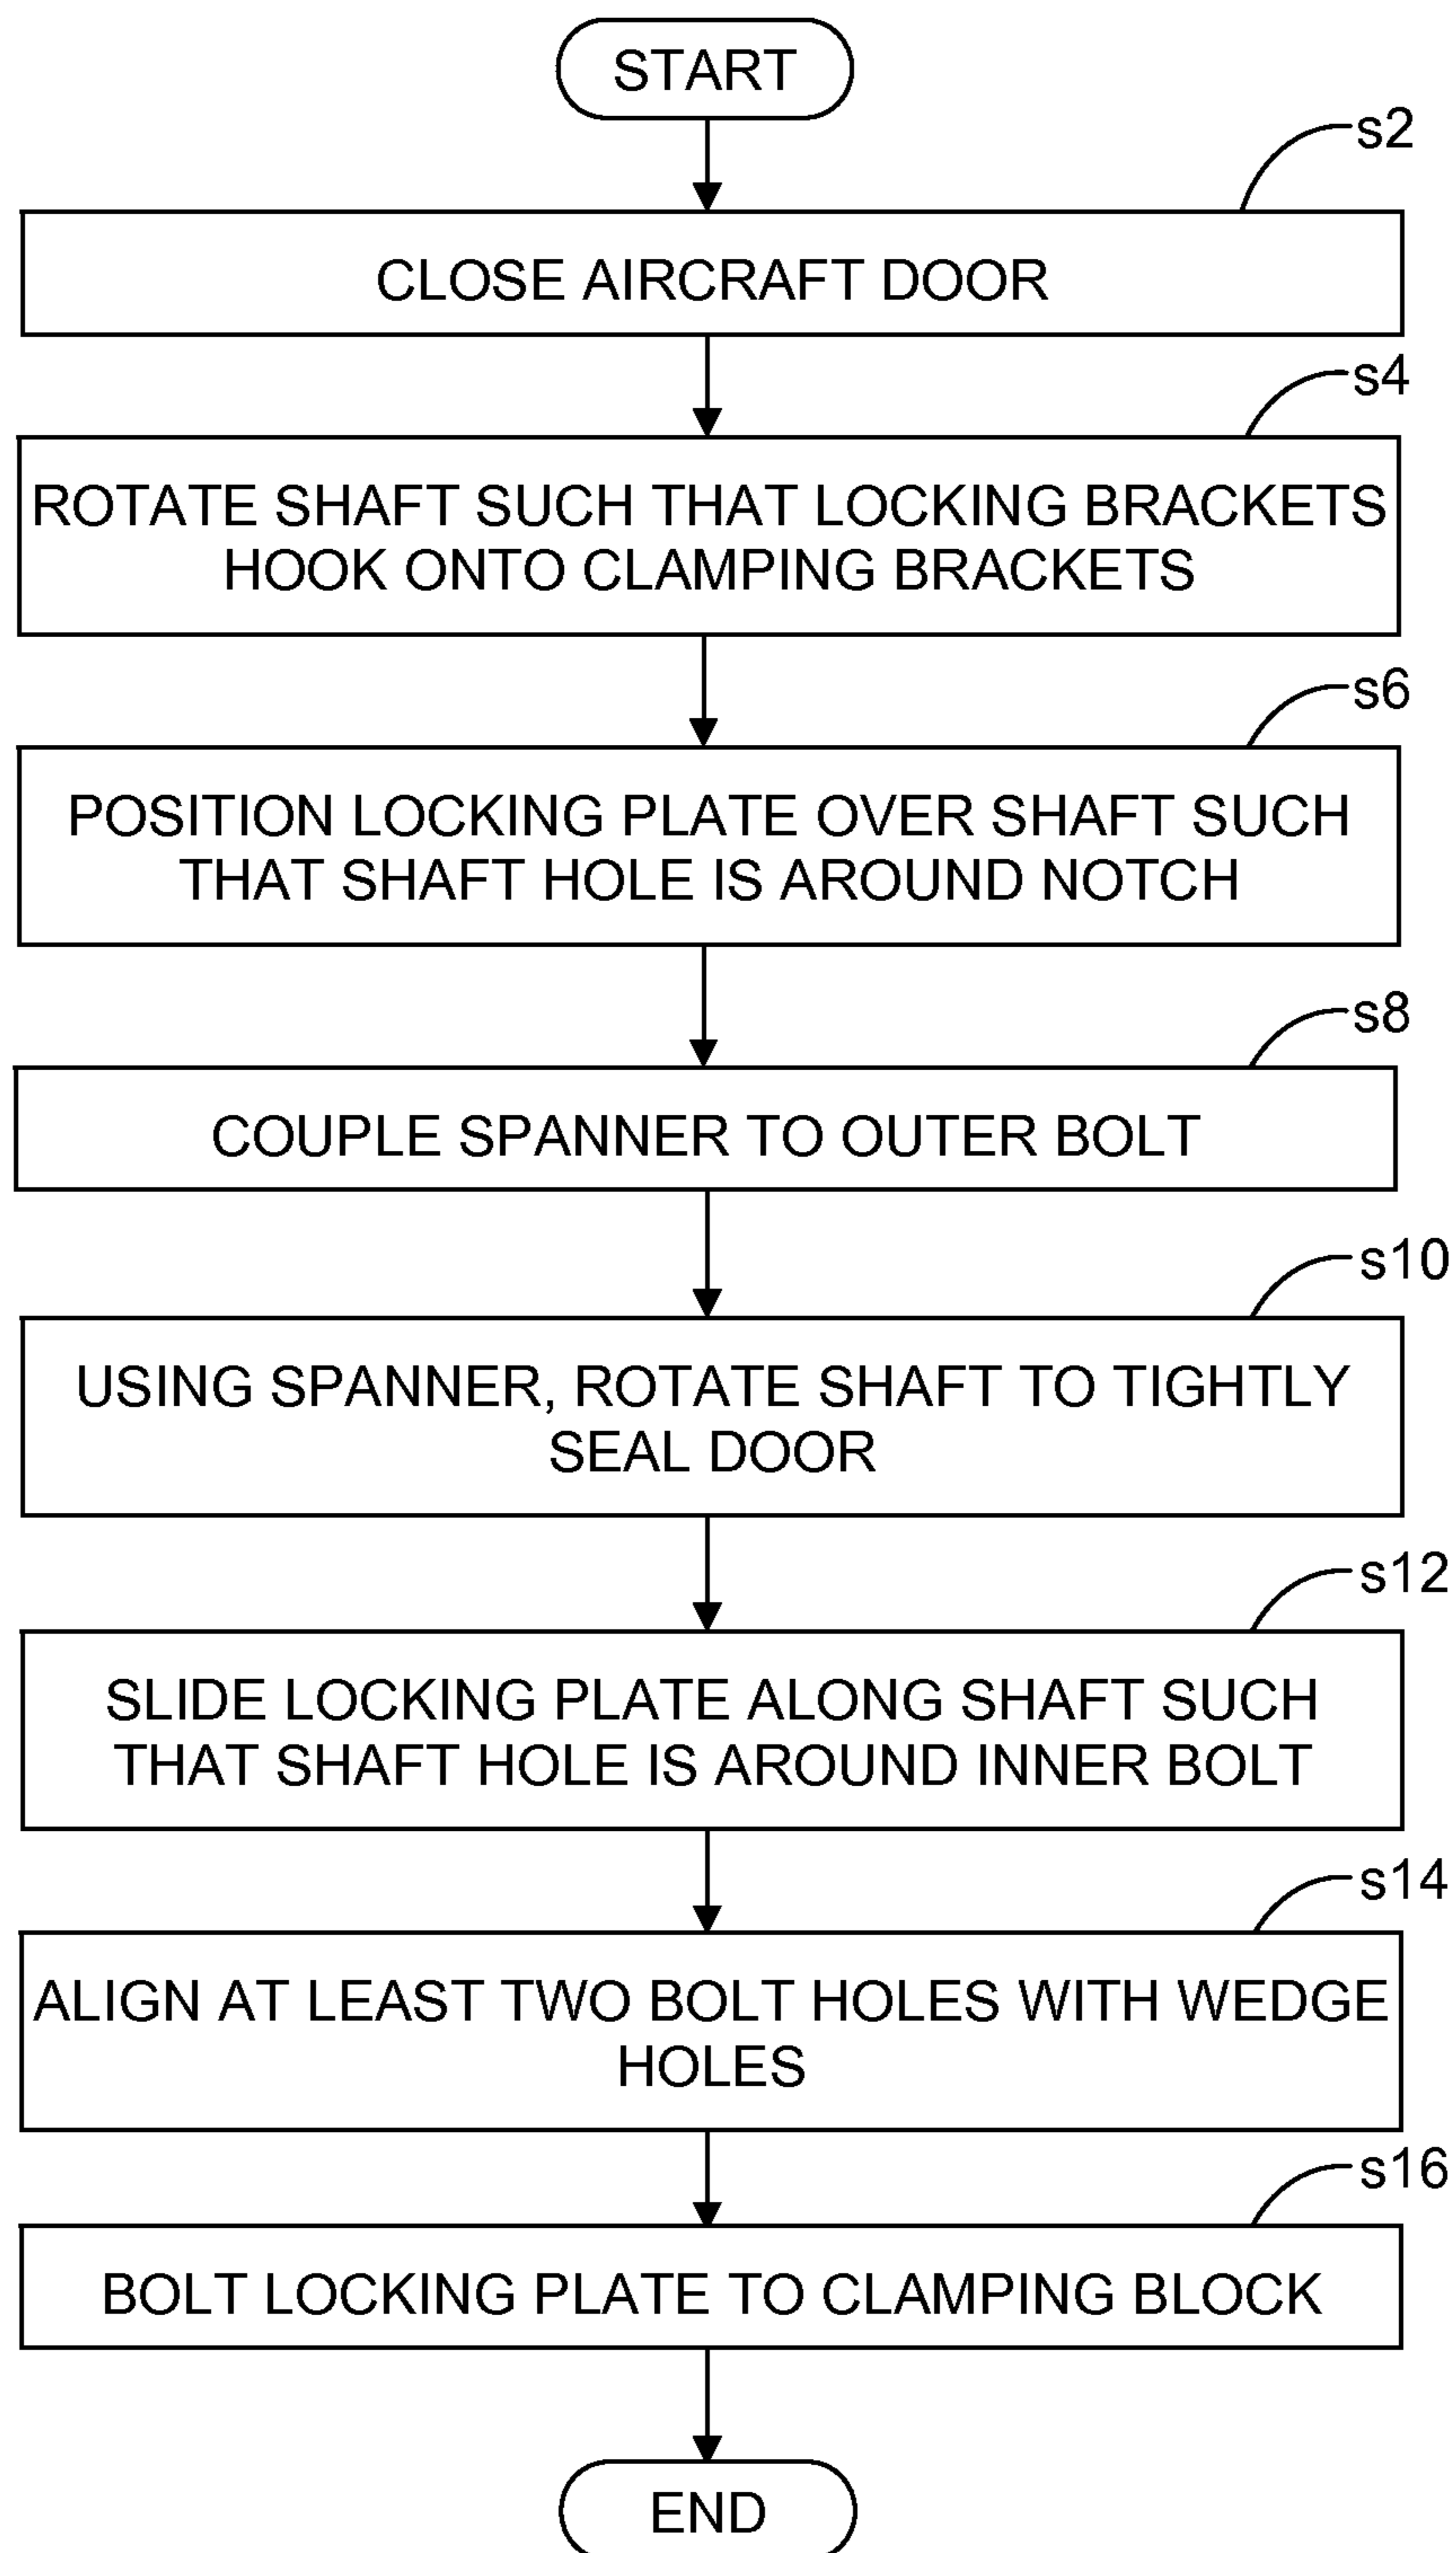 START
s2
CLOSE AIRCRAFT DOOR
s4
ROTATE SHAFT SUCH THAT LOCKING BRACKETS
HOOK ONTO CLAMPING BRACKETS
s6
POSITION LOCKING PLATE OVER SHAFT SUCH
THAT SHAFT HOLE IS AROUND NOTCH
s8
COUPLE SPANNER TO OUTER BOLT
s10
USING SPANNER, ROTATE SHAFT TO TIGHTLY
SEAL DOOR
s12
SLIDE LOCKING PLATE ALONG SHAFT SUCH
THAT SHAFT HOLE IS AROUND INNER BOLT
s14
ALIGN AT LEAST TWO BOLT HOLES WITH WEDGE
HOLES
s16
BOLT LOCKING PLATE TO CLAMPING BLOCK
END